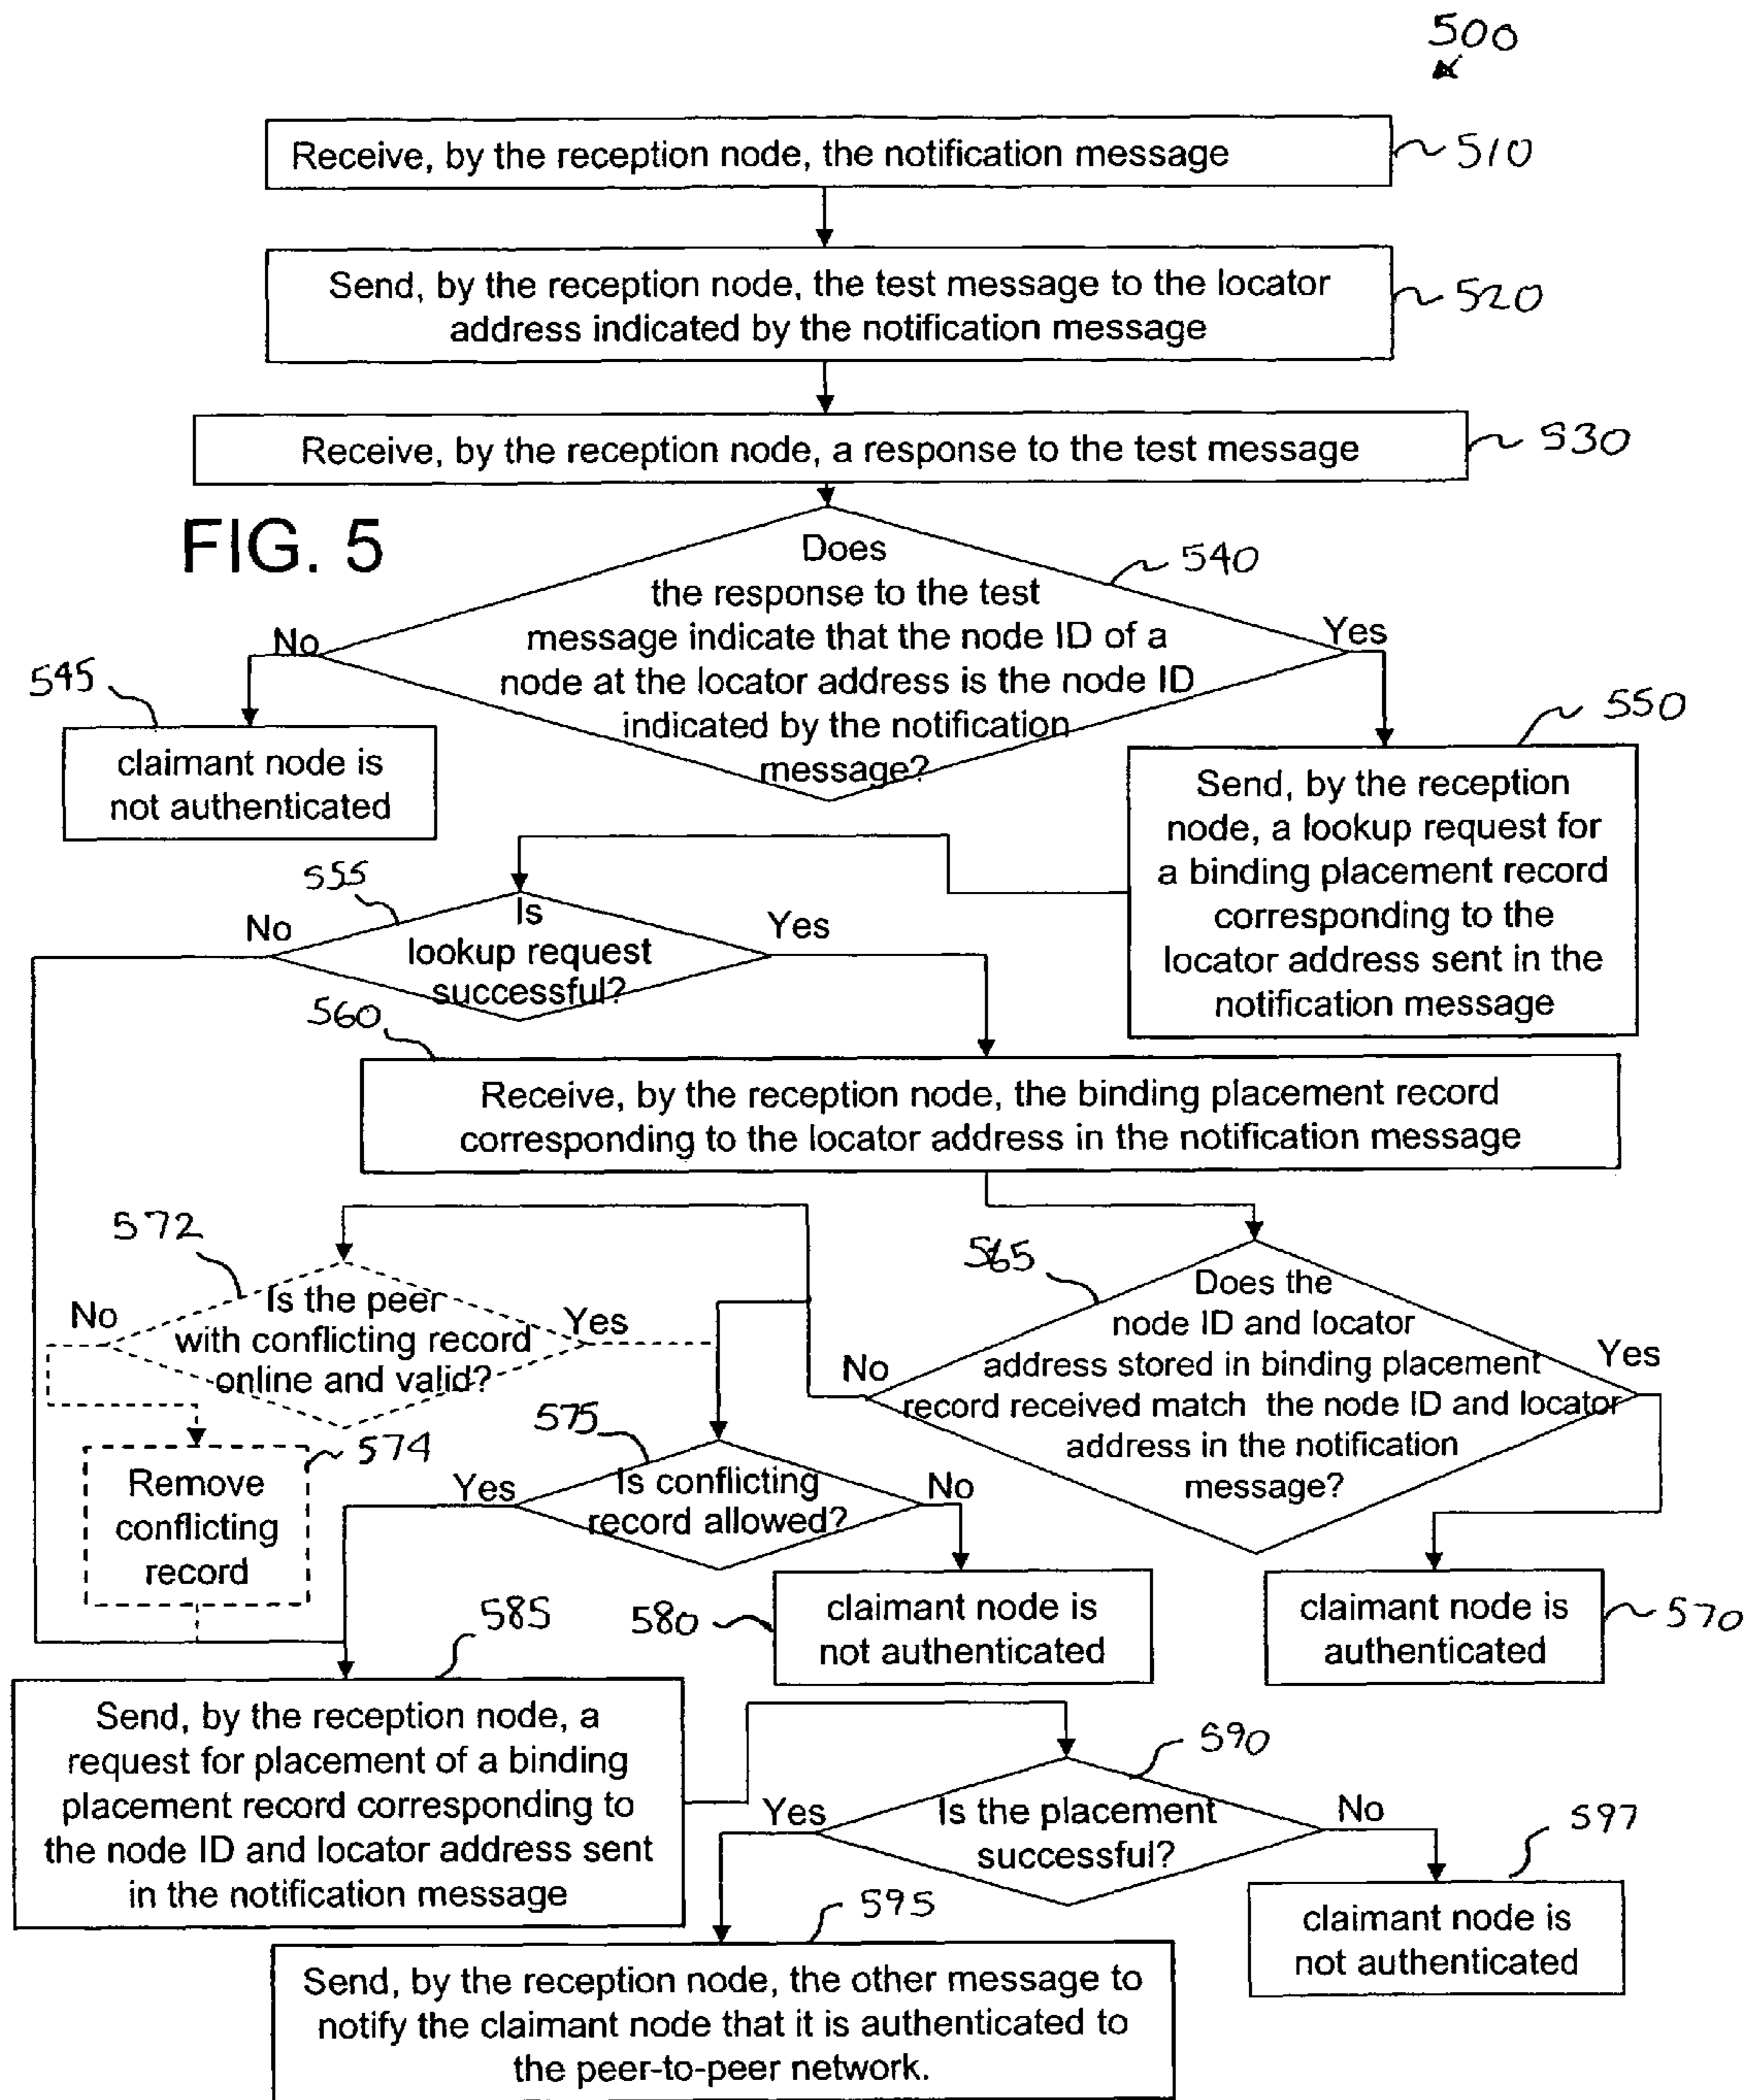 500
Receive, by the reception node, the notification message
510
Send, by the reception node, the test message to the locator
address indicated by the notification message
520
Receive, by the reception node, a response to the test message
530
FIG. 5
Does
the response to the test
message indicate that the node ID of a
node at the locator address is the node ID
indicated by the notification
message?
540
No
Yes
545
claimant node is
not authenticated
550
Send, by the reception
node, a lookup request for
a binding placement record
corresponding to the
locator address sent in the
notification message
555
Is
lookup request
successful?
No
Yes
560
Receive, by the reception node, the binding placement record
corresponding to the locator address in the notification message
572
Is the peer
with conflicting record
online and valid?
No
Yes
565
Does the
node ID and locator
address stored in binding placement
record received match the node ID and locator
address in the notification
message?
No
Yes
574
Remove
conflicting
record
575
Is conflicting
record allowed?
Yes
No
580
claimant node is
not authenticated
claimant node is
authenticated
570
585
Send, by the reception node, a
request for placement of a binding
placement record corresponding to
the node ID and locator address sent
in the notification message
590
Is the placement
successful?
Yes
No
597
claimant node is
not authenticated
595
Send, by the reception node, the other message to
notify the claimant node that it is authenticated to
the peer-to-peer network.